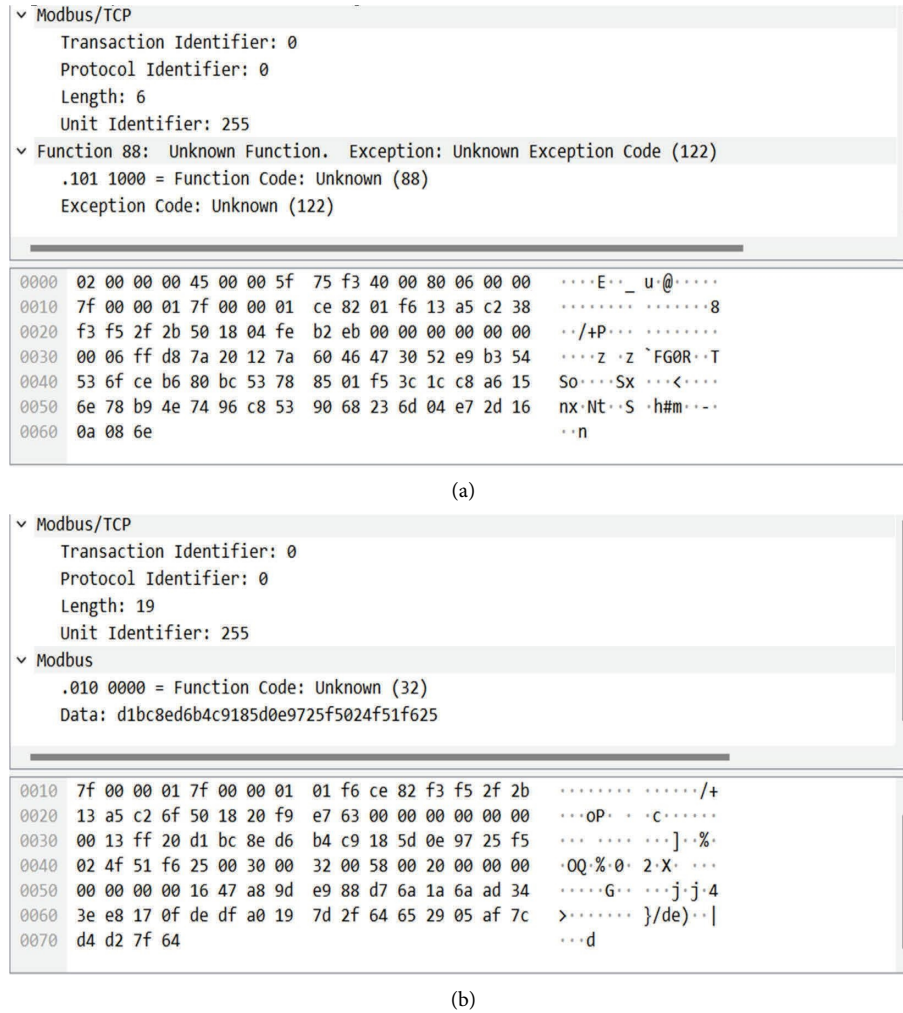 Modbus/TCP
Transaction Identifier: 0
Protocol Identifier: 0
Length: 6
Unit Identifier: 255
Function 88:  Unknown Function.  Exception: Unknown Exception Code (122)
.101 1000 = Function Code: Unknown (88)
Exception Code: Unknown (122)
0000 02 00 00 00 45 00 00 5f 75 f3 40 00 80 06 00 00 ····E··_ u·@·····
0010 7f 00 00 01 7f 00 00 01 ce 82 01 f6 13 a5 c2 38 ········ ·······8
0020 f3 f5 2f 2b 50 18 04 fe b2 eb 00 00 00 00 00 00 ··/+P··· ········
0030 00 06 ff d8 7a 20 12 7a 60 46 47 30 52 e9 b3 54 ····z ·z `FG0R··T
0040 53 6f ce b6 80 bc 53 78 85 01 f5 3c 1c c8 a6 15 So····Sx ···<····
0050 6e 78 b9 4e 74 96 c8 53 90 68 23 6d 04 e7 2d 16 nx·Nt··S ·h#m··-·
0060 0a 08 6e ··n
(a)
Modbus/TCP
Transaction Identifier: 0
Protocol Identifier: 0
Length: 19
Unit Identifier: 255
Modbus
.010 0000 = Function Code: Unknown (32)
Data: d1bc8ed6b4c9185d0e9725f5024f51f625
0010 7f 00 00 01 7f 00 00 01 01 f6 ce 82 f3 f5 2f 2b ········ ······/+
0020 13 a5 c2 6f 50 18 20 f9 e7 63 00 00 00 00 00 00 ···oP· · ·c······
0030 00 13 ff 20 d1 bc 8e d6 b4 c9 18 5d 0e 97 25 f5 ··· ···· ···]··%·
0040 02 4f 51 f6 25 00 30 00 32 00 58 00 20 00 00 00 ·OQ·%·0· 2·X· ···
0050 00 00 00 00 16 47 a8 9d e9 88 d7 6a 1a 6a ad 34 ·····G·· ···j·j·4
0060 3e e8 17 0f de df a0 19 7d 2f 64 65 29 05 af 7c >······· }/de)··|
0070 d4 d2 7f 64 ···d
(b)